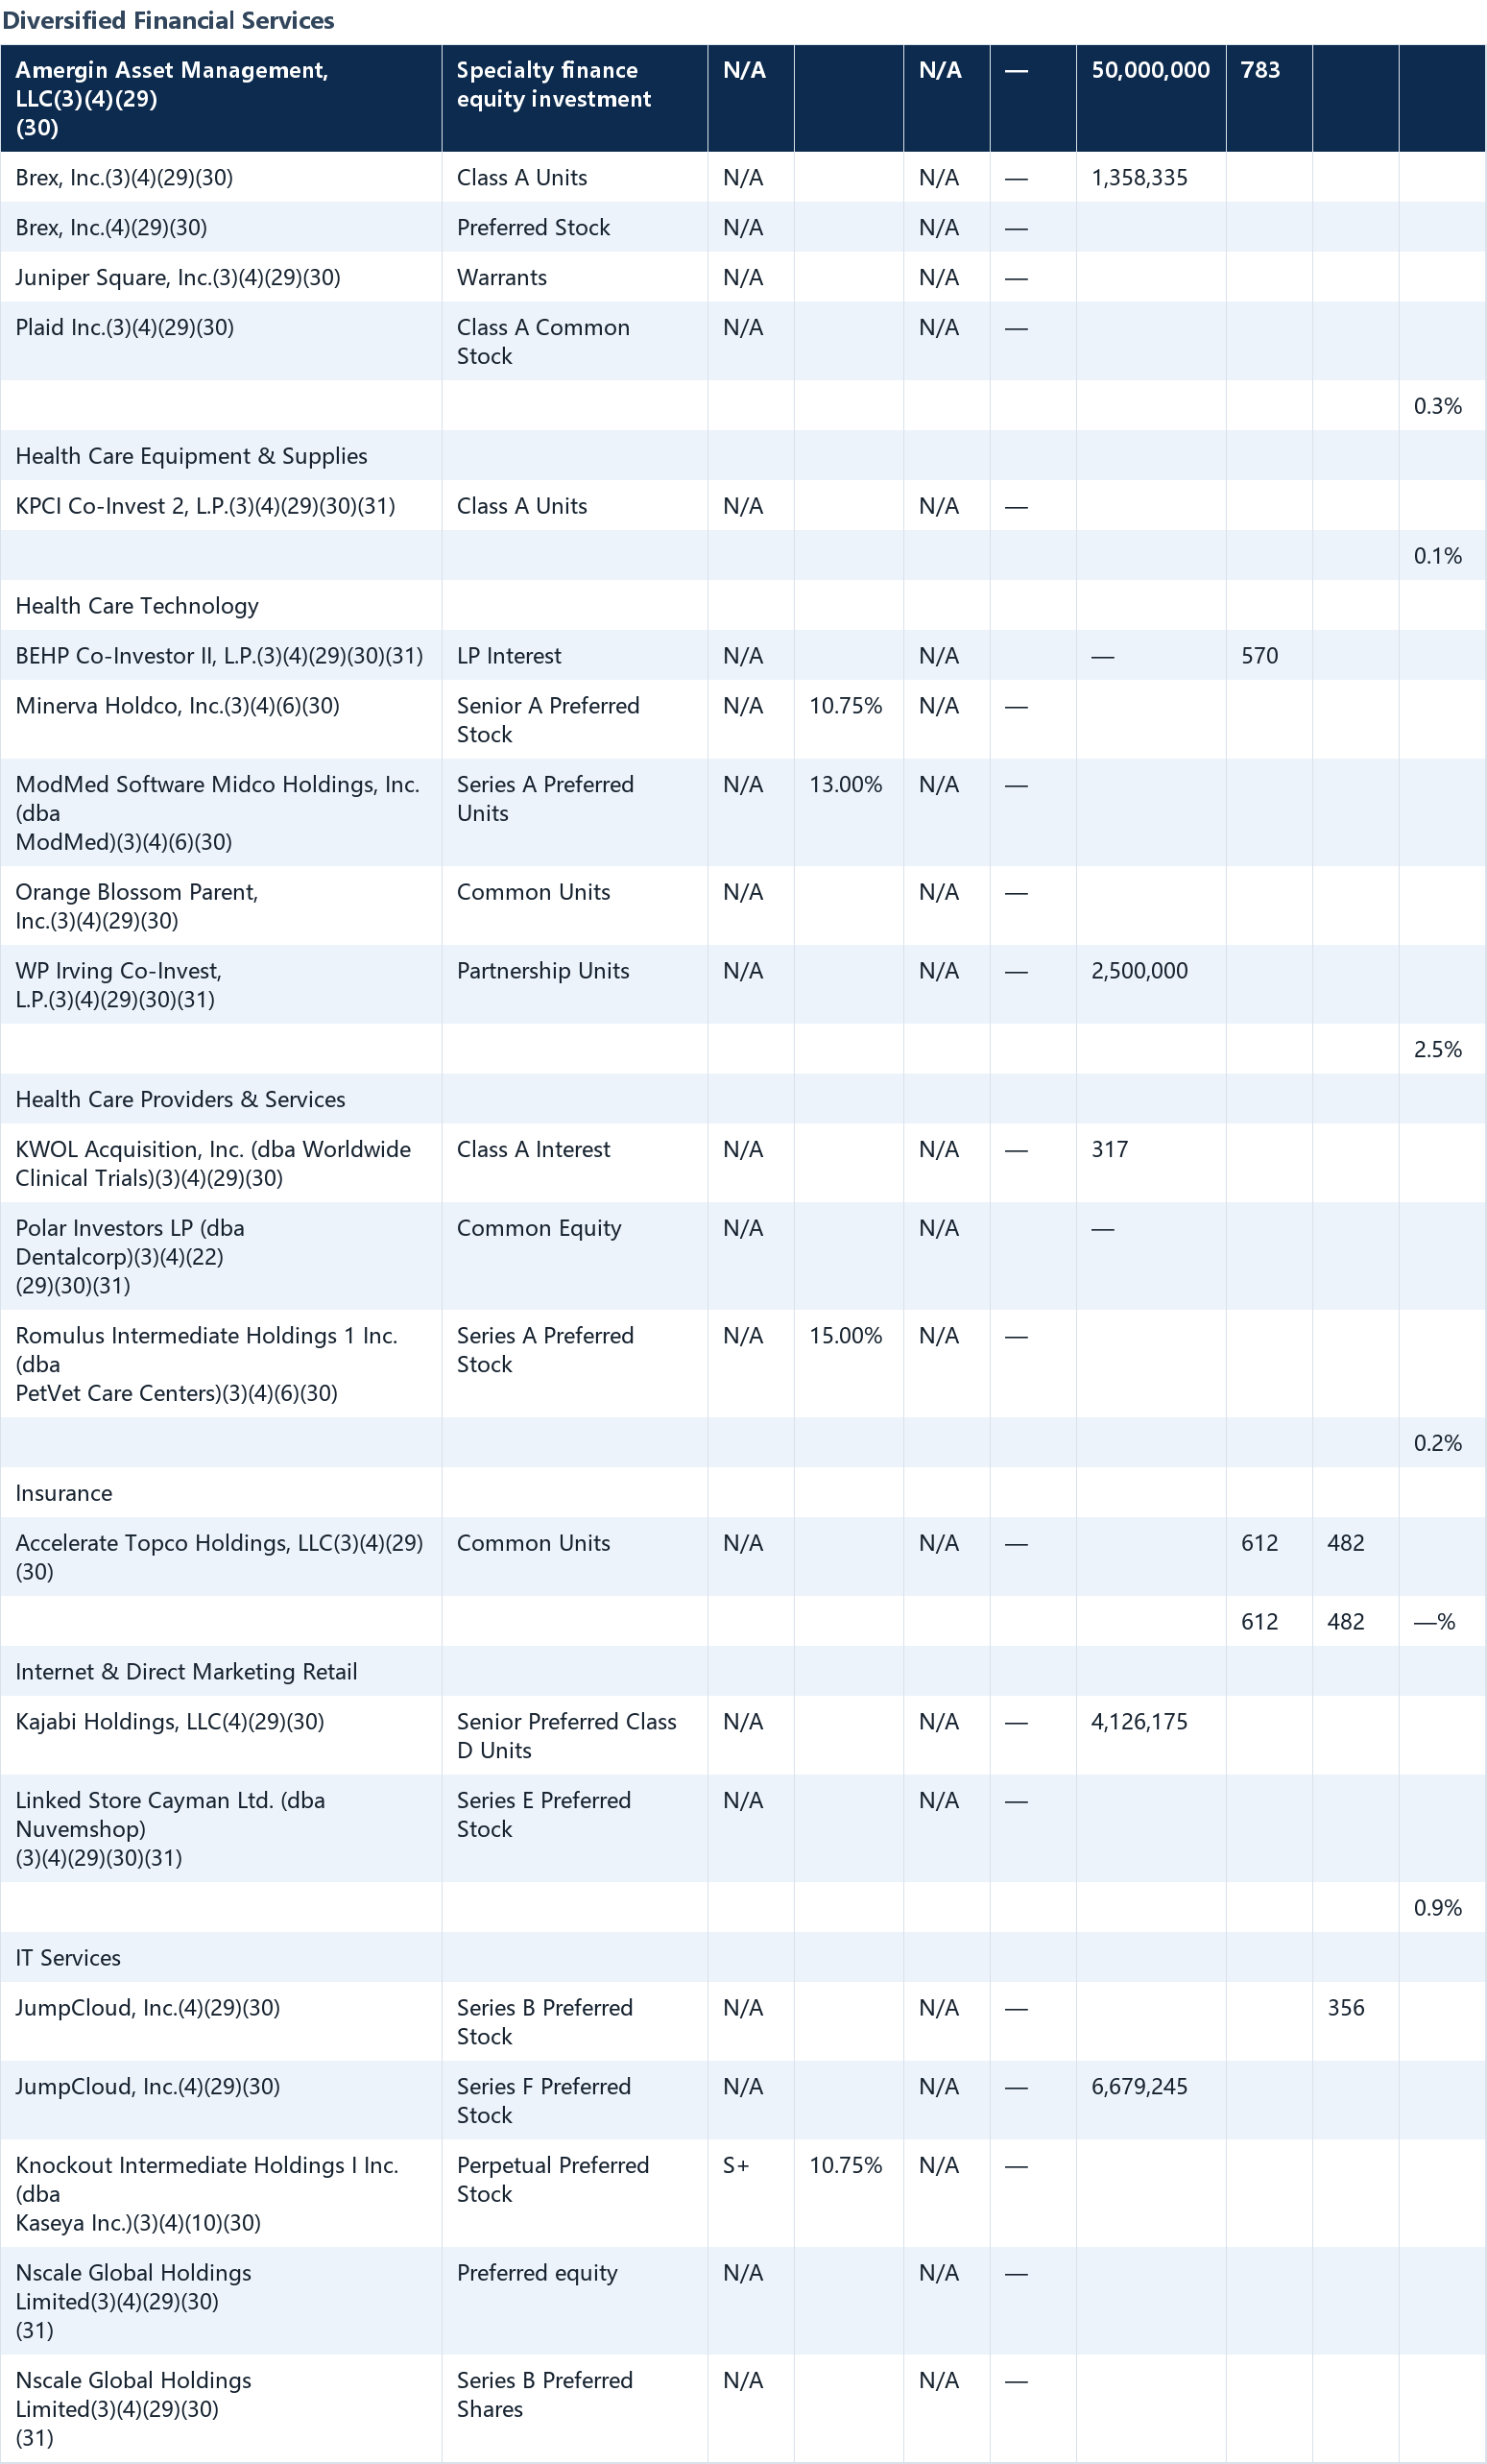 Diversified Financial Services
Amergin Asset Management, Specialty finance N/A N/A — 50,000,000 783
LLC(3)(4)(29) equity investment
(30)
Brex, Inc.(3)(4)(29)(30) Class A Units N/A N/A — 1,358,335
Brex, Inc.(4)(29)(30) Preferred Stock N/A N/A —
Juniper Square, Inc.(3)(4)(29)(30) Warrants N/A N/A —
Plaid Inc.(3)(4)(29)(30) Class A Common N/A N/A —
Stock
0.3%
Health Care Equipment & Supplies
KPCI Co-Invest 2, L.P.(3)(4)(29)(30)(31) Class A Units N/A N/A —
0.1%
Health Care Technology
BEHP Co-Investor II, L.P.(3)(4)(29)(30)(31) LP Interest N/A N/A — 570
Minerva Holdco, Inc.(3)(4)(6)(30) Senior A Preferred N/A 10.75% N/A —
Stock
ModMed Software Midco Holdings, Inc. Series A Preferred N/A 13.00% N/A —
(dba Units
ModMed)(3)(4)(6)(30)
Orange Blossom Parent, Common Units N/A N/A —
Inc.(3)(4)(29)(30)
WP Irving Co-Invest, Partnership Units N/A N/A — 2,500,000
L.P.(3)(4)(29)(30)(31)
2.5%
Health Care Providers & Services
KWOL Acquisition, Inc. (dba Worldwide Class A Interest N/A N/A — 317
Clinical Trials)(3)(4)(29)(30)
Polar Investors LP (dba Common Equity N/A N/A —
Dentalcorp)(3)(4)(22)
(29)(30)(31)
Romulus Intermediate Holdings 1 Inc. Series A Preferred N/A 15.00% N/A —
(dba Stock
PetVet Care Centers)(3)(4)(6)(30)
0.2%
Insurance
Accelerate Topco Holdings, LLC(3)(4)(29) Common Units N/A N/A — 612 482
(30)
612 482 —%
Internet & Direct Marketing Retail
Kajabi Holdings, LLC(4)(29)(30) Senior Preferred Class N/A N/A — 4,126,175
D Units
Linked Store Cayman Ltd. (dba Series E Preferred N/A N/A —
Nuvemshop) Stock
(3)(4)(29)(30)(31)
0.9%
IT Services
JumpCloud, Inc.(4)(29)(30) Series B Preferred N/A N/A — 356
Stock
JumpCloud, Inc.(4)(29)(30) Series F Preferred N/A N/A — 6,679,245
Stock
Knockout Intermediate Holdings I Inc. Perpetual Preferred S+ 10.75% N/A —
(dba Stock
Kaseya Inc.)(3)(4)(10)(30)
Nscale Global Holdings Preferred equity N/A N/A —
Limited(3)(4)(29)(30)
(31)
Nscale Global Holdings Series B Preferred N/A N/A —
Limited(3)(4)(29)(30) Shares
(31)